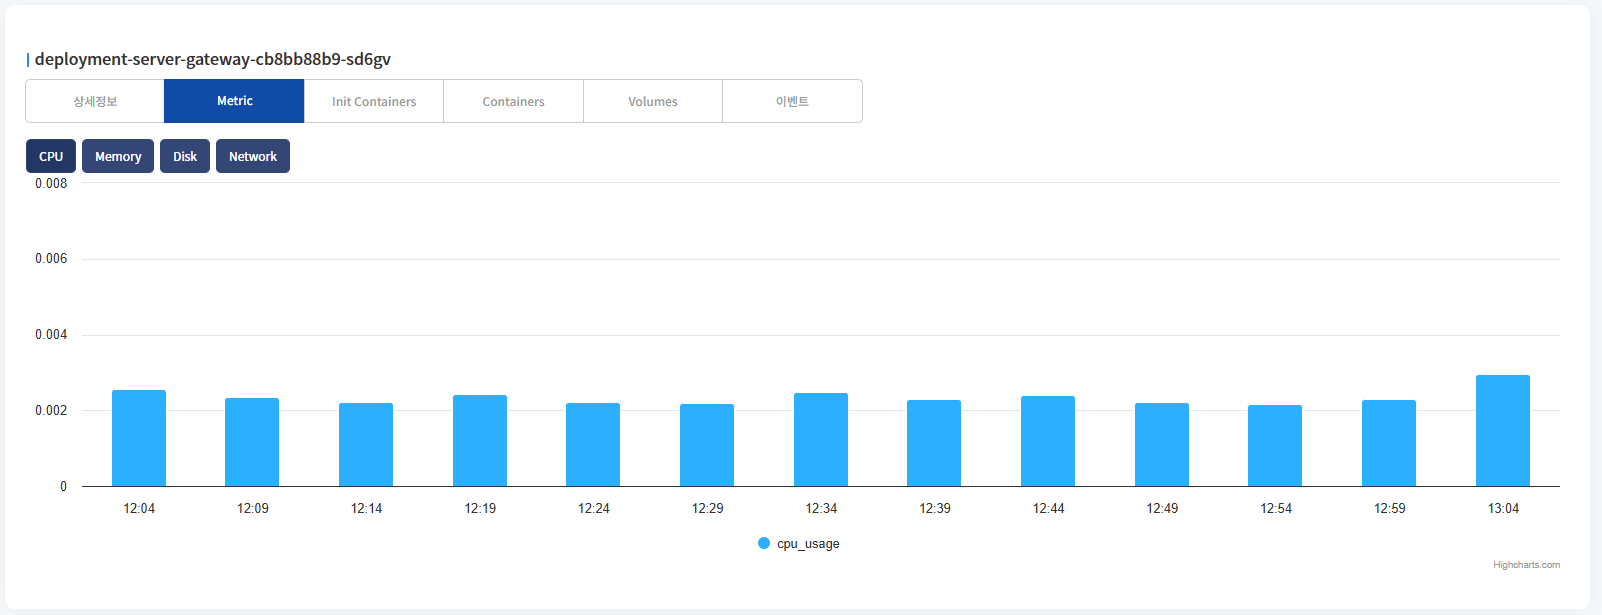 deployment-server-gateway-cb8bb88b9-sd6gv
상세정보 Metric Init Containers Containers Volumes 이벤트
CPU Memory Disk Network
0.008
0.006
0.004
0.002
0
12:04 12:09 12:14 12:19 12:24 12:29 12:34 12:39 12:44 12:49 12:54 12:59 13:04
cpu_usage
Highcharts.com